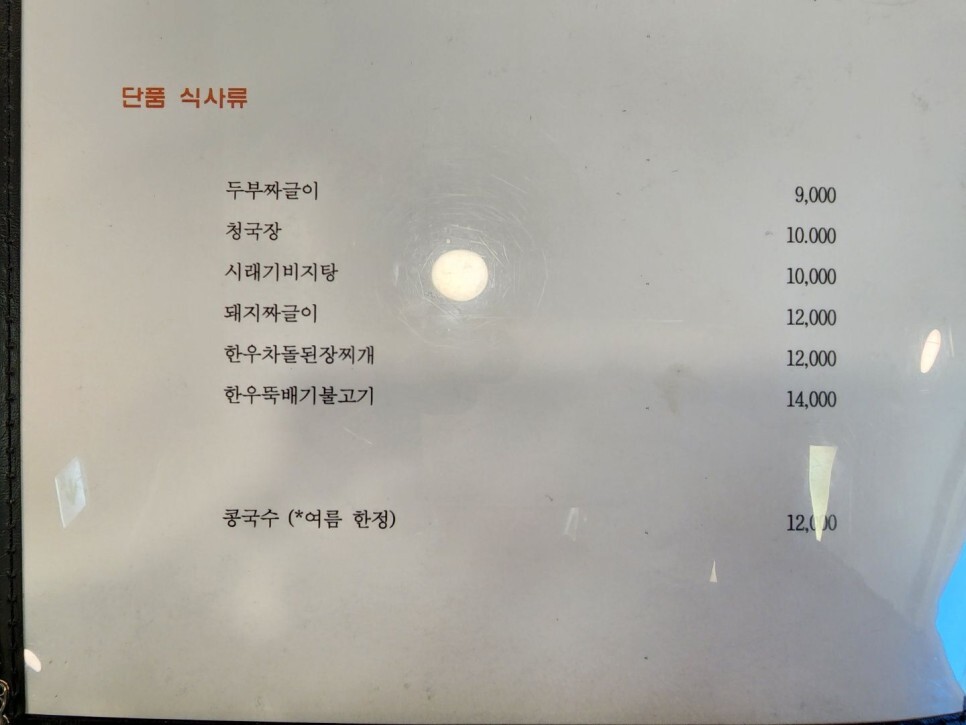 단품 식사류
두부짜글이 9,000
청국장 10.000
시래기비지탕 10,000
돼지짜글이 12,000
한우차돌된장찌개 12,000
한우뚝배기불고기 14,000
콩국수 (*여름 한정) 12,000